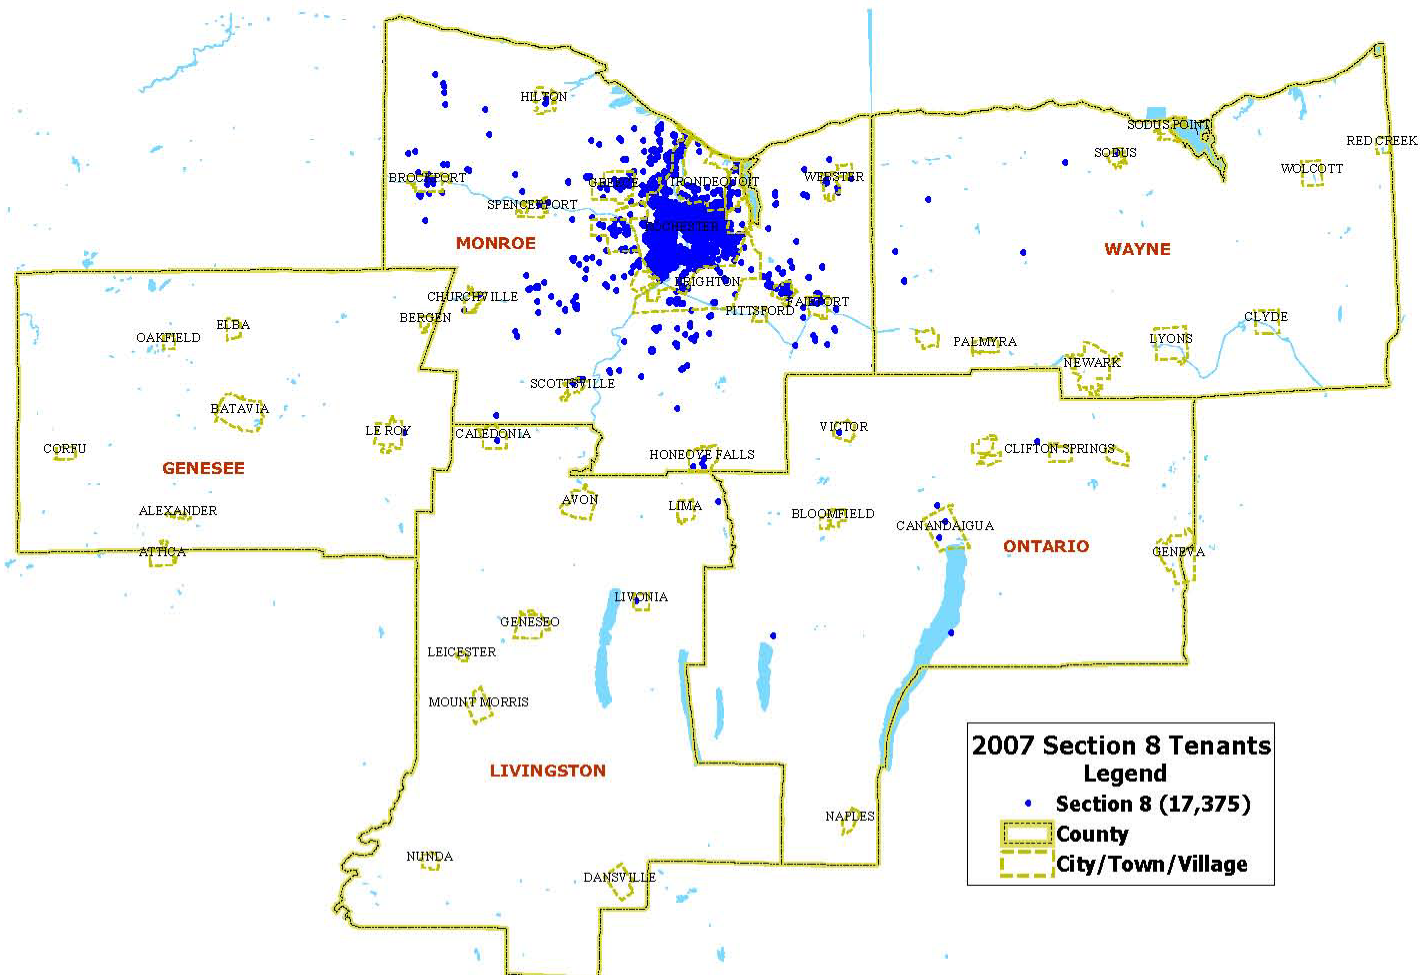 HILTON
SODUS POINT
RED CREEK
SODUS
WOLCOTT
BROCKPORT
GREECE
IRONDEQUOIT
WEBSTER
SPENCERPORT
ROCHESTER
MONROE
WAYNE
BRIGHTON
CHURCHVILLE
FAIRPORT
PITTSFORD
BERGEN
ELBA
OAKFIELD
CLYDE
LYONS
PALMYRA
NEWARK
SCOTTSVILLE
BATAVIA
LE ROY
CALEDONIA
VICTOR
CORFU
HONEOYE FALLS
CLIFTON SPRINGS
GENESEE
AVON
LIMA
ALEXANDER
BLOOMFIELD
CANANDAIGUA
ONTARIO
ATTICA
GENEVA
LIVONIA
GENESEO
LEICESTER
MOUNT MORRIS
LIVINGSTON
NAPLES
NUNDA
DANSVILLE
2007 Section 8 Tenants
Legend
Section 8 (17,375)
County
City/Town/Village